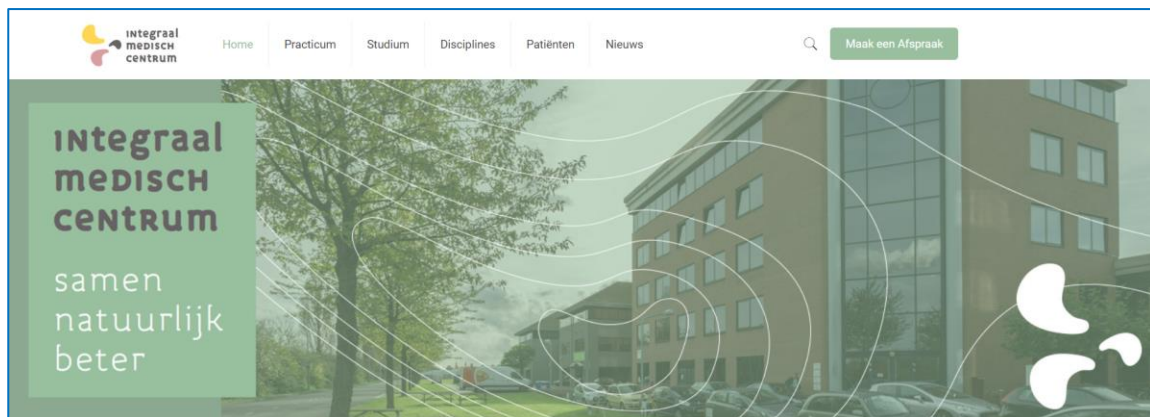 integraal
medisch
centrum
Home
Practicum
Studium
Disciplines
Patiënten
Nieuws
Maak een Afspraak
integraal
medisch
centrum
samen
natuurlijk
beter